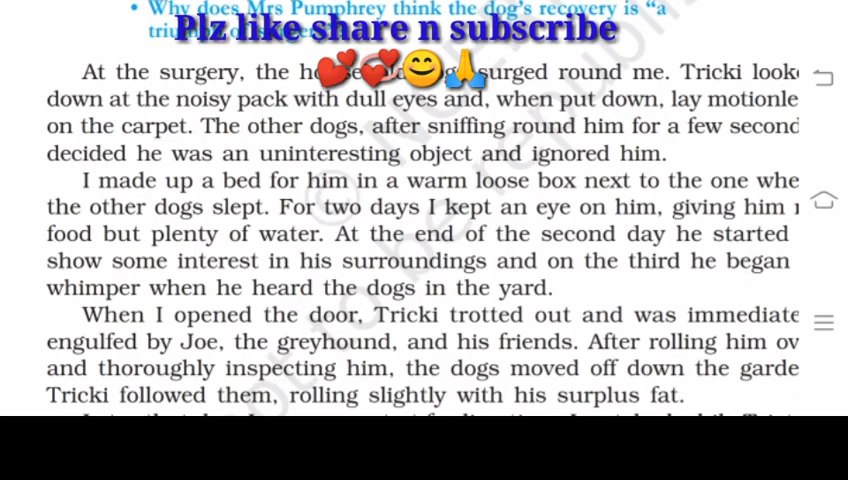 • Why does Mrs Pumphrey think the dog's recovery is “a
Plz like share n subscribe
At the surgery, the surged round me. Tricki look
down at the noisy pack with dull eyes and, when put down, lay motionle
on the carpet. The other dogs, after sniffing round him for a few second
decided he was an uninteresting object and ignored him.
I made up a bed for him in a warm loose box next to the one whe
the other dogs slept. For two days I kept an eye on him, giving him
food but plenty of water. At the end of the second day he started
show some interest in his surroundings and on the third he began
whimper when he heard the dogs in the yard.
When I opened the door, Tricki trotted out and was immediate
engulfed by Joe, the greyhound, and his friends. After rolling him ov
and thoroughly inspecting him, the dogs moved off down the garde
Tricki followed them, rolling slightly with his surplus fat.